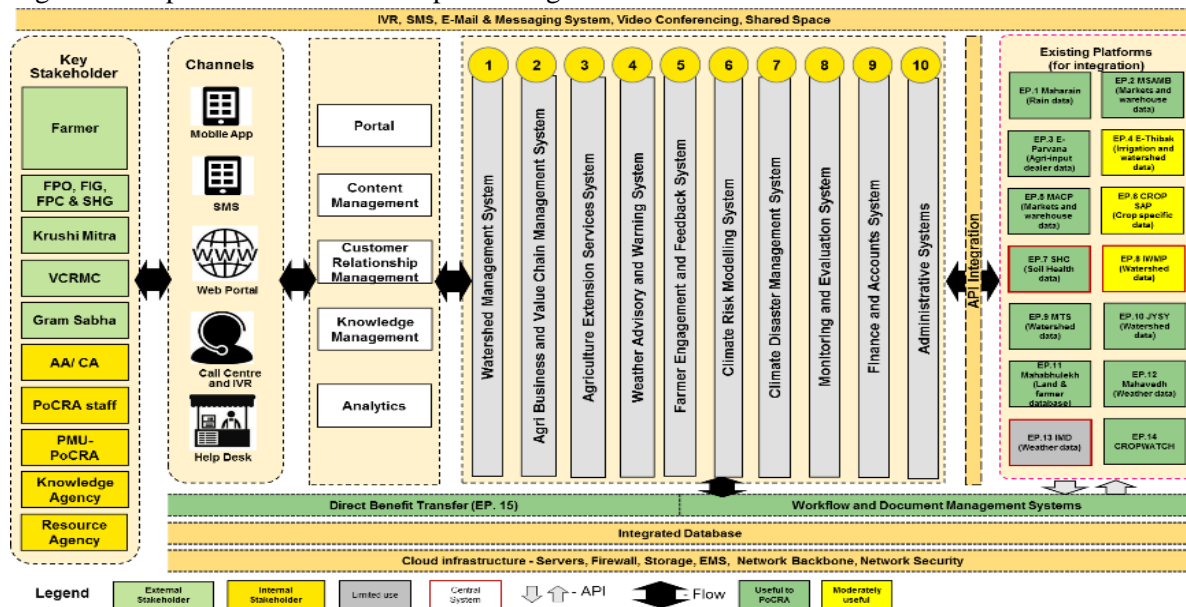 IVR, SMS, E-Mail & Messaging System, Video Conferencing, Shared Space
Key
Stakeholder
Farmer
FPO, FIG,
FPC & SHG
Krushi Mitra
VCRMC
Gram Sabha
AA/ CA
PoCRA staff
PMU-
PoCRA
Knowledge
Agency
Resource
Agency
Channels
Mobile App
SMS
WWW
Web Portal
Call Centre
and IVR
Help Desk
Portal
Content
Management
Customer
Relationship
Management
Knowledge
Management
Analytics
1
Watershed Management System
2
Agri Business and Value Chain Management System
3
Agriculture Extension Services System
4
Weather Advisory and Warning System
5
Farmer Engagement and Feedback System
6
Climate Risk Modelling System
7
Climate Disaster Management System
8
Monitoring and Evaluation System
9
Finance and Accounts System
10
Administrative Systems
API Integration
Existing Platforms
(for integration)
EP.1 Maharain
(Rain data)
EP.2 MSAMB
(Markets and
warehouse
data)
EP.3 E-
Parvana
(Agri-input
dealer data)
EP.4 E-Thibak
(Irrigation and
watershed
data)
EP.5 MACP
(Markets and
warehouse
data)
EP.6 CROP
SAP
(Crop specific
data)
EP.7 SHC
(Soil Health
data)
EP.8 IWMP
(Watershed
data)
EP.9 MTS
(Watershed
data)
EP.10 JYSY
(Watershed
data)
EP.11
Mahabhulekh
(Land &
farmer
database)
EP.12
Mahavedh
(Weather data)
EP.13 IMD
(Weather data)
EP.14
CROPWATCH
Direct Benefit Transfer (EP. 15)
Workflow and Document Management Systems
Integrated Database
Cloud infrastructure - Servers, Firewall, Storage, EMS, Network Backbone, Network Security
Legend
External
Stakeholder
Internal
Stakeholder
Limited use
Central
System
- API
- Flow
Useful to
PoCRA
Moderately
useful